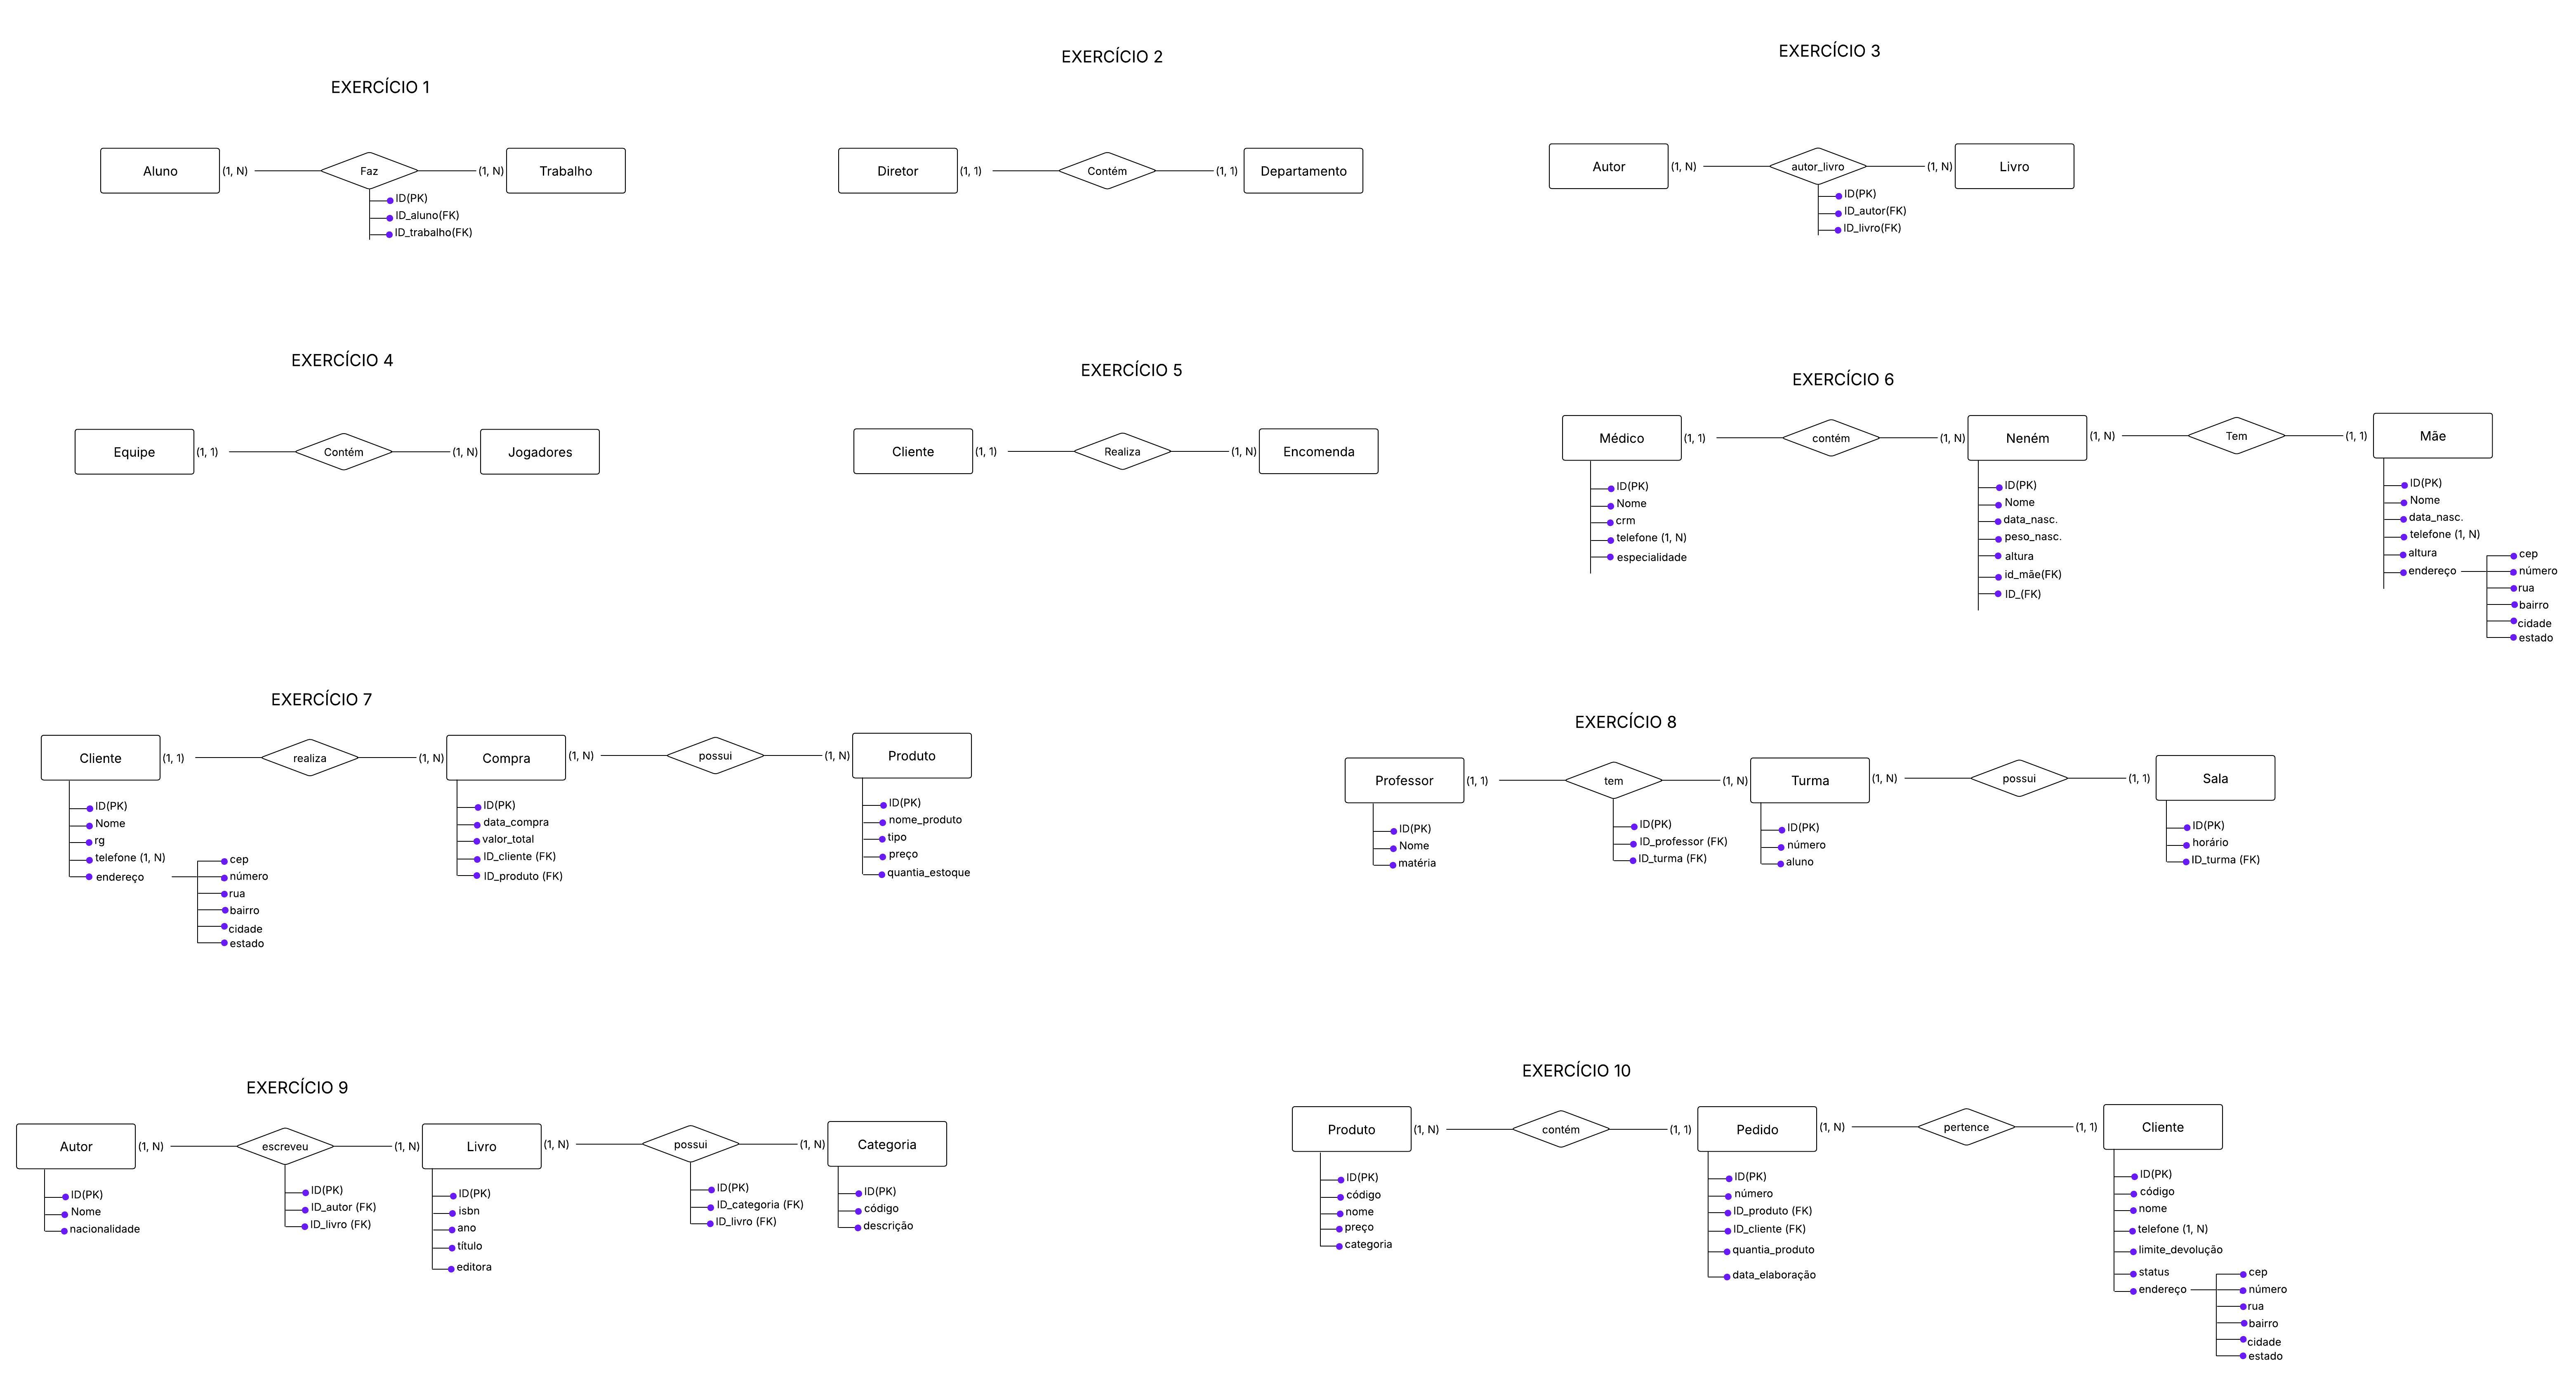 EXERCÍCIO 1
Aluno (1, N) Faz (1, N) Trabalho
ID(PK)
ID_aluno(FK)
ID_trabalho(FK)
EXERCÍCIO 2
Diretor (1, 1) Contém (1, 1) Departamento
EXERCÍCIO 3
Autor (1, N) autor_livro (1, N) Livro
ID(PK)
ID_autor(FK)
ID_livro(FK)
EXERCÍCIO 4
Equipe (1, 1) Contém (1, N) Jogadores
EXERCÍCIO 5
Cliente (1, 1) Realiza (1, N) Encomenda
EXERCÍCIO 6
Médico (1, 1) contém (1, N) Neném (1, N) Tem (1, 1) Mãe
ID(PK)
Nome
crm
telefone (1, N)
especialidade
ID(PK)
Nome
data_nasc.
peso_nasc.
altura
id_mãe(FK)
ID_(FK)
ID(PK)
Nome
data_nasc.
telefone (1, N)
altura
endereço
cep
número
rua
bairro
cidade
estado
EXERCÍCIO 7
Cliente (1, 1) realiza (1, N) Compra (1, N) possui (1, N) Produto
ID(PK)
Nome
rg
telefone (1, N)
endereço
cep
número
rua
bairro
cidade
estado
ID(PK)
data_compra
valor_total
ID_cliente (FK)
ID_produto (FK)
ID(PK)
nome_produto
tipo
preço
quantia_estoque
EXERCÍCIO 8
Professor (1, 1) tem (1, N) Turma (1, N) possui (1, 1) Sala
ID(PK)
Nome
matéria
ID(PK)
ID_professor (FK)
ID_turma (FK)
ID(PK)
número
aluno
ID(PK)
horário
ID_turma (FK)
EXERCÍCIO 9
Autor (1, N) escreveu (1, N) Livro (1, N) possui (1, N) Categoria
ID(PK)
Nome
nacionalidade
ID(PK)
ID_autor (FK)
ID_livro (FK)
ID(PK)
isbn
ano
título
editora
ID(PK)
ID_categoria (FK)
ID_livro (FK)
ID(PK)
código
descrição
EXERCÍCIO 10
Produto (1, N) contém (1, 1) Pedido (1, N) pertence (1, 1) Cliente
ID(PK)
código
nome
preço
categoria
ID(PK)
número
ID_produto (FK)
ID_cliente (FK)
quantia_produto
data_elaboração
ID(PK)
código
nome
telefone (1, N)
limite_devolução
status
endereço
cep
número
rua
bairro
cidade
estado